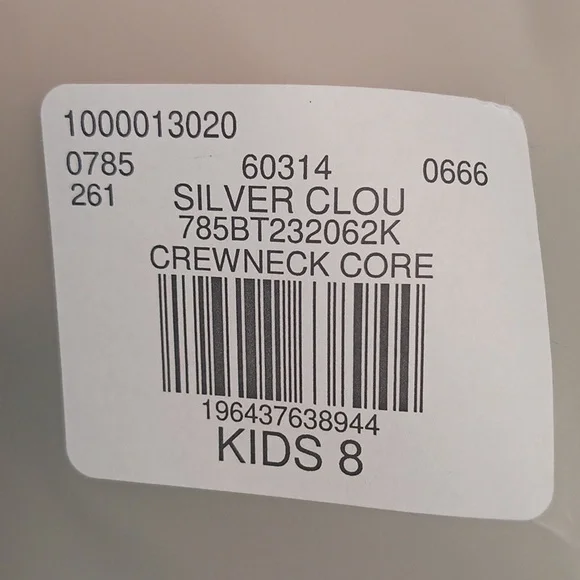 1000013020
0785 60314 0666
261 SILVER CLOU
785BT232062K
CREWNECK CORE
196437638944
KIDS 8